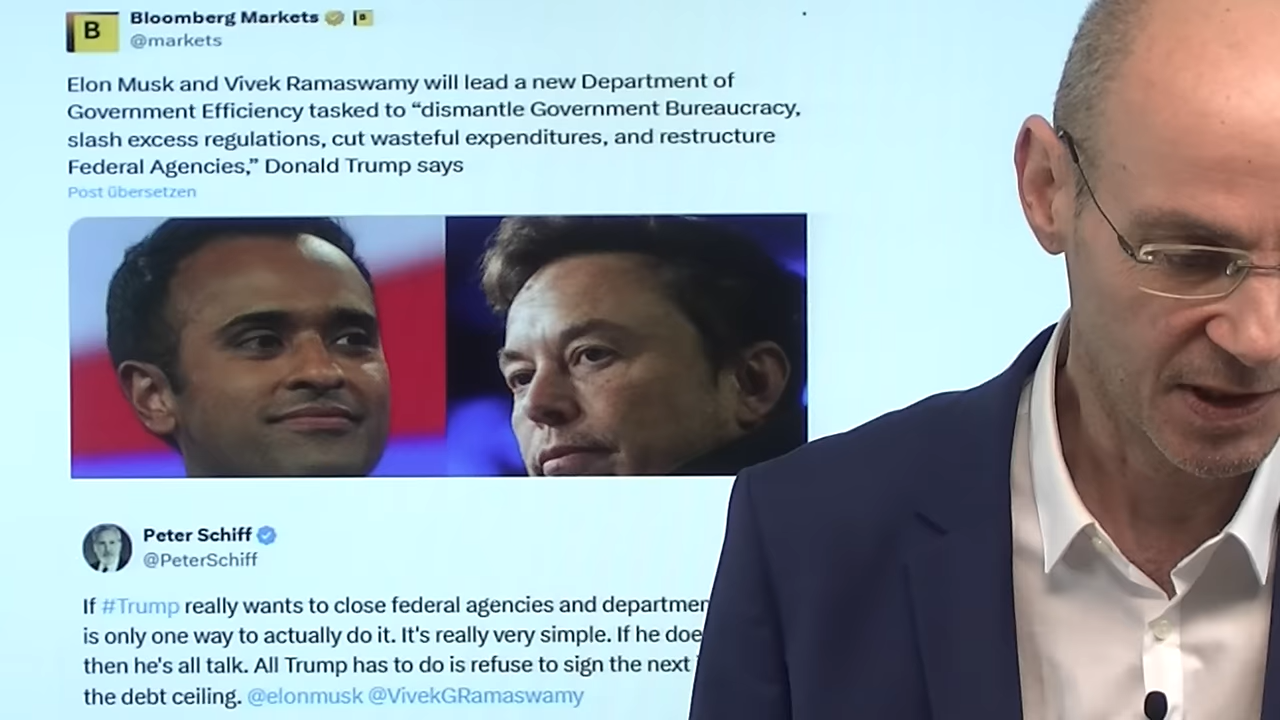 B
Bloomberg Markets
@markets
Elon Musk and Vivek Ramaswamy will lead a new Department of
Government Efficiency tasked to “dismantle Government Bureaucracy,
slash excess regulations, cut wasteful expenditures, and restructure
Federal Agencies,” Donald Trump says
Post übersetzen
Peter Schiff
@PeterSchiff
If #Trump really wants to close federal agencies and departmen
is only one way to actually do it. It's really very simple. If he doe
then he's all talk. All Trump has to do is refuse to sign the next
the debt ceiling. @elonmusk @VivekGRamaswamy